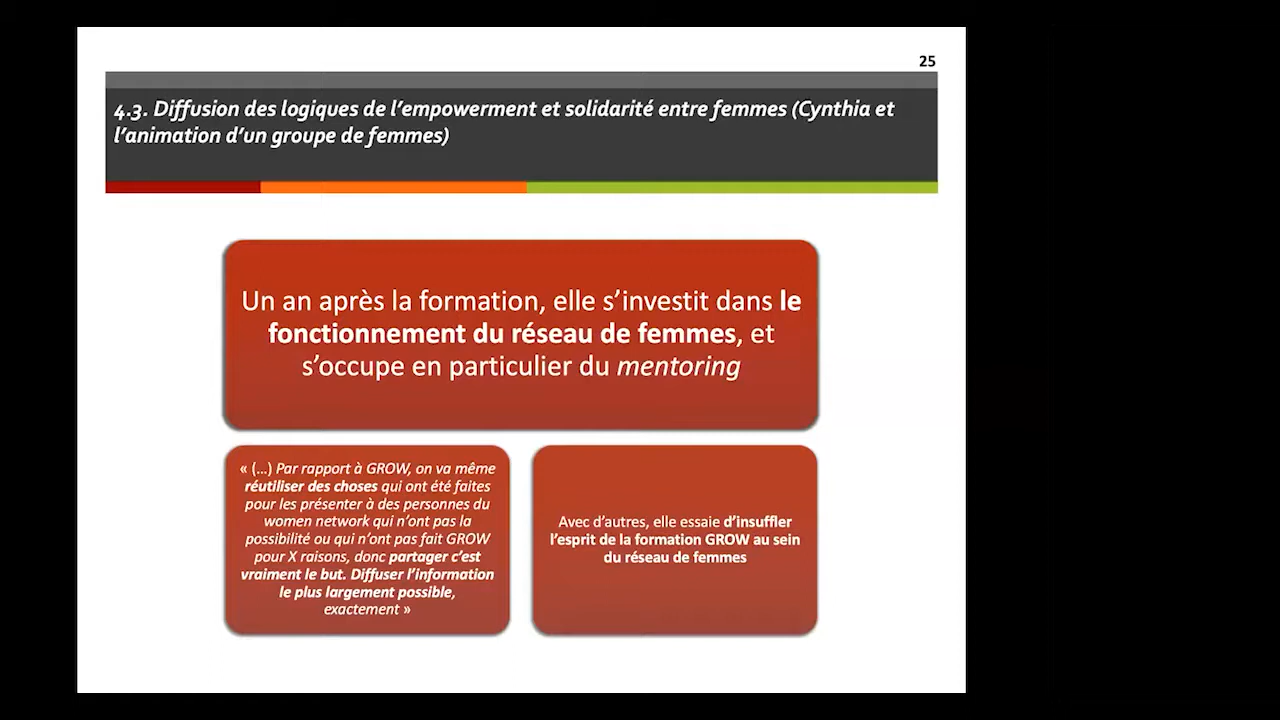 25
4.3. Diffusion des logiques de l’empowerment et solidarité entre femmes (Cynthia et
l’animation d’un groupe de femmes)
Un an après la formation, elle s’investit dans le
fonctionnement du réseau de femmes, et
s’occupe en particulier du mentoring
« (…) Par rapport à GROW, on va même
réutiliser des choses qui ont été faites
pour les présenter à des personnes du
women network qui n’ont pas la
possibilité ou qui n’ont pas fait GROW
pour X raisons, donc partager c’est
vraiment le but. Diffuser l’information
le plus largement possible,
exactement »
Avec d’autres, elle essaie d’insuffler
l’esprit de la formation GROW au sein
du réseau de femmes